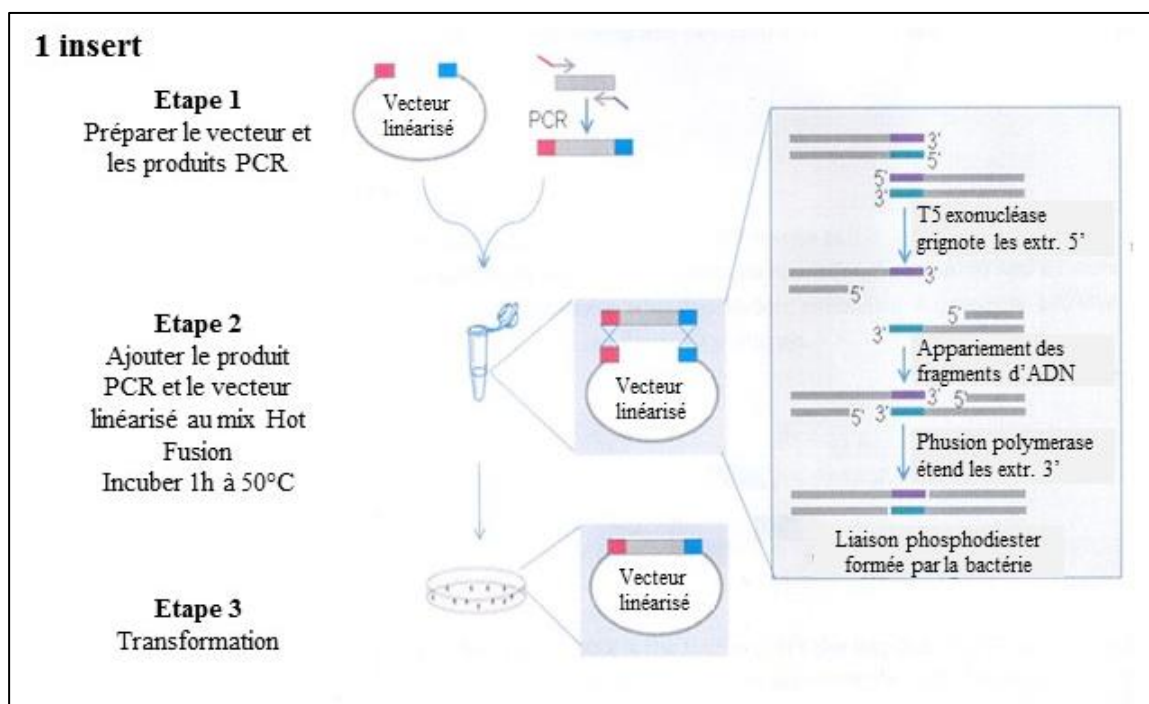 1 insert
Etape 1
Préparer le vecteur et
les produits PCR
Vecteur
linéarisé
PCR
Etape 2
Ajouter le produit
PCR et le vecteur
linéarisé au mix Hot
Fusion
Incuber 1h à 50°C
Vecteur
linéarisé
Etape 3
Transformation
Vecteur
linéarisé
3'
5'
5'
3'
T5 exonucléase
grignote les extr. 5'
3'
5'
5'
3'
Appariement des
fragments d'ADN
3' 5'
5' 3'
Phusion polymerase
étend les extr. 3'
Liaison phosphodiester
formée par la bactérie